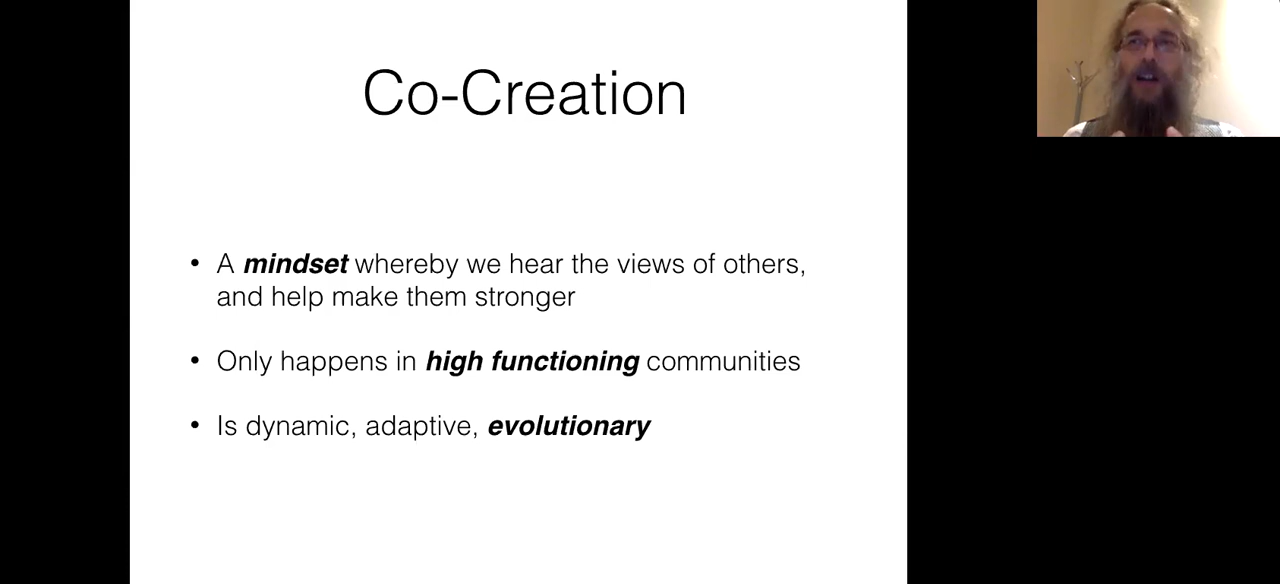 Co-Creation
• A mindset whereby we hear the views of others,
and help make them stronger
• Only happens in high functioning communities
• Is dynamic, adaptive, evolutionary